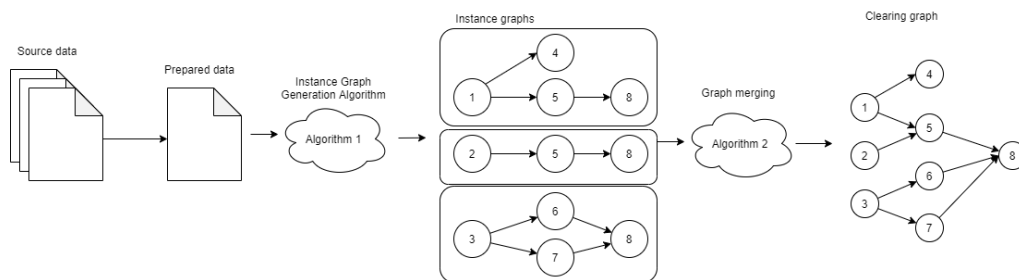 Source data
Prepared data
Instance Graph
Generation Algorithm
Algorithm 1
Instance graphs
4
1
5
8
2
5
8
6
3
8
7
Graph merging
Algorithm 2
Clearing graph
4
1
5
2
8
6
3
7